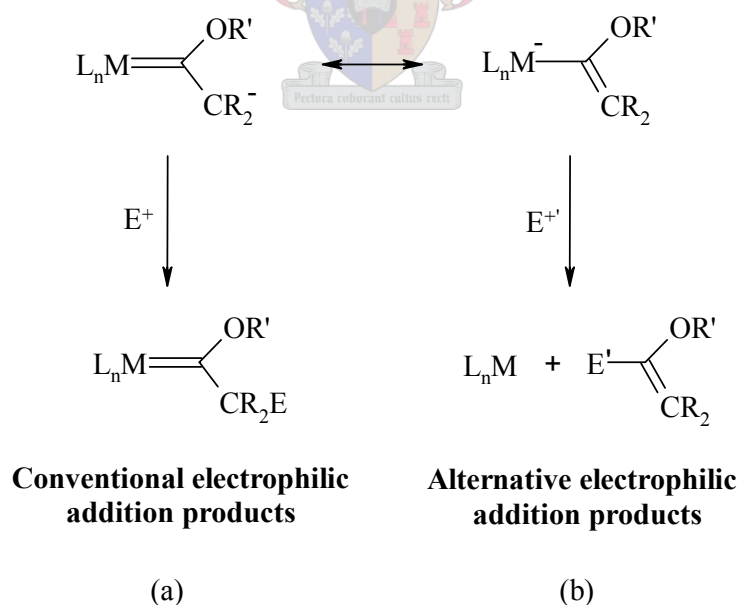 OR'
OR'
LₙM
LₙM⁻
CR₂⁻
CR₂
Pectora roborant cultus recti
E⁺
E⁺'
OR'
OR'
LₙM
LₙM + E'
CR₂E
CR₂
Conventional electrophilic
addition products
Alternative electrophilic
addition products
(a)
(b)